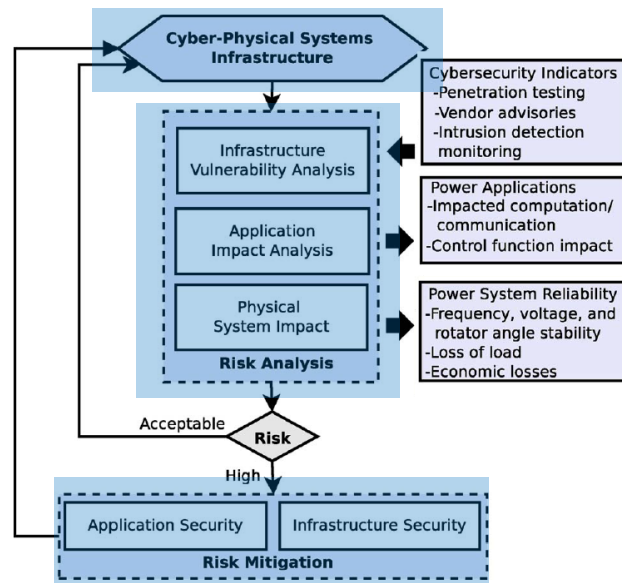 Cyber-Physical Systems
Infrastructure
Cybersecurity Indicators
-Penetration testing
-Vendor advisories
-Intrusion detection
monitoring
Infrastructure
Vulnerability Analysis
Power Applications
-Impacted computation/
communication
-Control function impact
Application
Impact Analysis
Power System Reliability
-Frequency, voltage, and
rotator angle stability
-Loss of load
-Economic losses
Physical
System Impact
Risk Analysis
Acceptable
Risk
High
Application Security
Infrastructure Security
Risk Mitigation